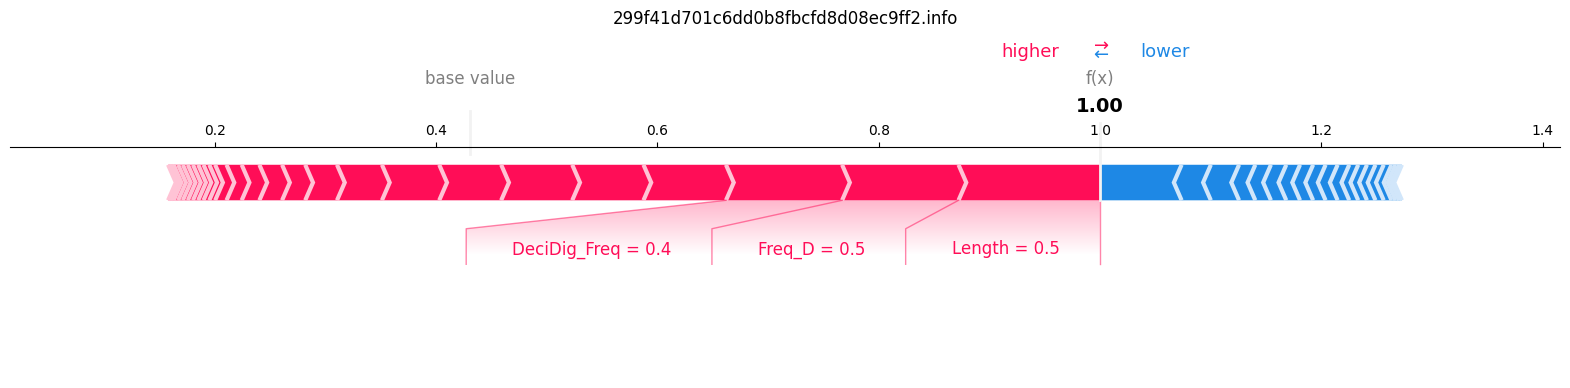 299f41d701c6dd0b8fbcfd8d08ec9ff2.info
higher ⇄ lower
base value f(x)
1.00
0.2 0.4 0.6 0.8 1.0 1.2 1.4
DeciDig_Freq = 0.4 Freq_D = 0.5 Length = 0.5